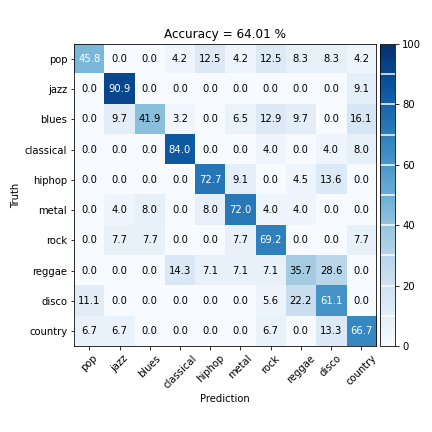 Accuracy = 64.01 %
Truth
pop 45.8 0.0 0.0 4.2 12.5 4.2 12.5 8.3 8.3 4.2
jazz 0.0 90.9 0.0 0.0 0.0 0.0 0.0 0.0 0.0 9.1
blues 0.0 9.7 41.9 3.2 0.0 6.5 12.9 9.7 0.0 16.1
classical 0.0 0.0 0.0 84.0 0.0 0.0 4.0 0.0 4.0 8.0
hiphop 0.0 0.0 0.0 0.0 72.7 9.1 0.0 4.5 13.6 0.0
metal 0.0 4.0 8.0 0.0 8.0 72.0 4.0 4.0 0.0 0.0
rock 0.0 7.7 7.7 0.0 0.0 7.7 69.2 0.0 0.0 7.7
reggae 0.0 0.0 0.0 14.3 7.1 7.1 7.1 35.7 28.6 0.0
disco 11.1 0.0 0.0 0.0 0.0 0.0 5.6 22.2 61.1 0.0
country 6.7 6.7 0.0 0.0 0.0 0.0 6.7 0.0 13.3 66.7
pop jazz blues classical hiphop metal rock reggae disco country
Prediction
100
80
60
40
20
0